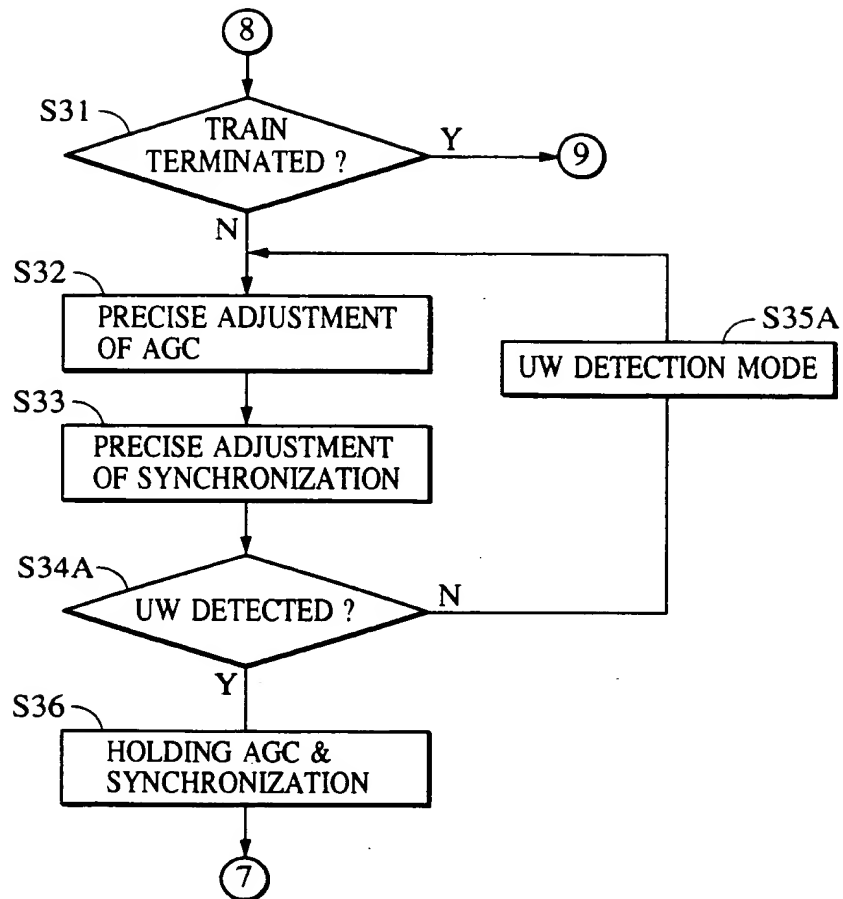 8
S31
TRAIN
TERMINATED ?
Y
9
N
S32
PRECISE ADJUSTMENT
OF AGC
S35A
UW DETECTION MODE
S33
PRECISE ADJUSTMENT
OF SYNCHRONIZATION
S34A
UW DETECTED ?
N
Y
S36
HOLDING AGC &
SYNCHRONIZATION
7